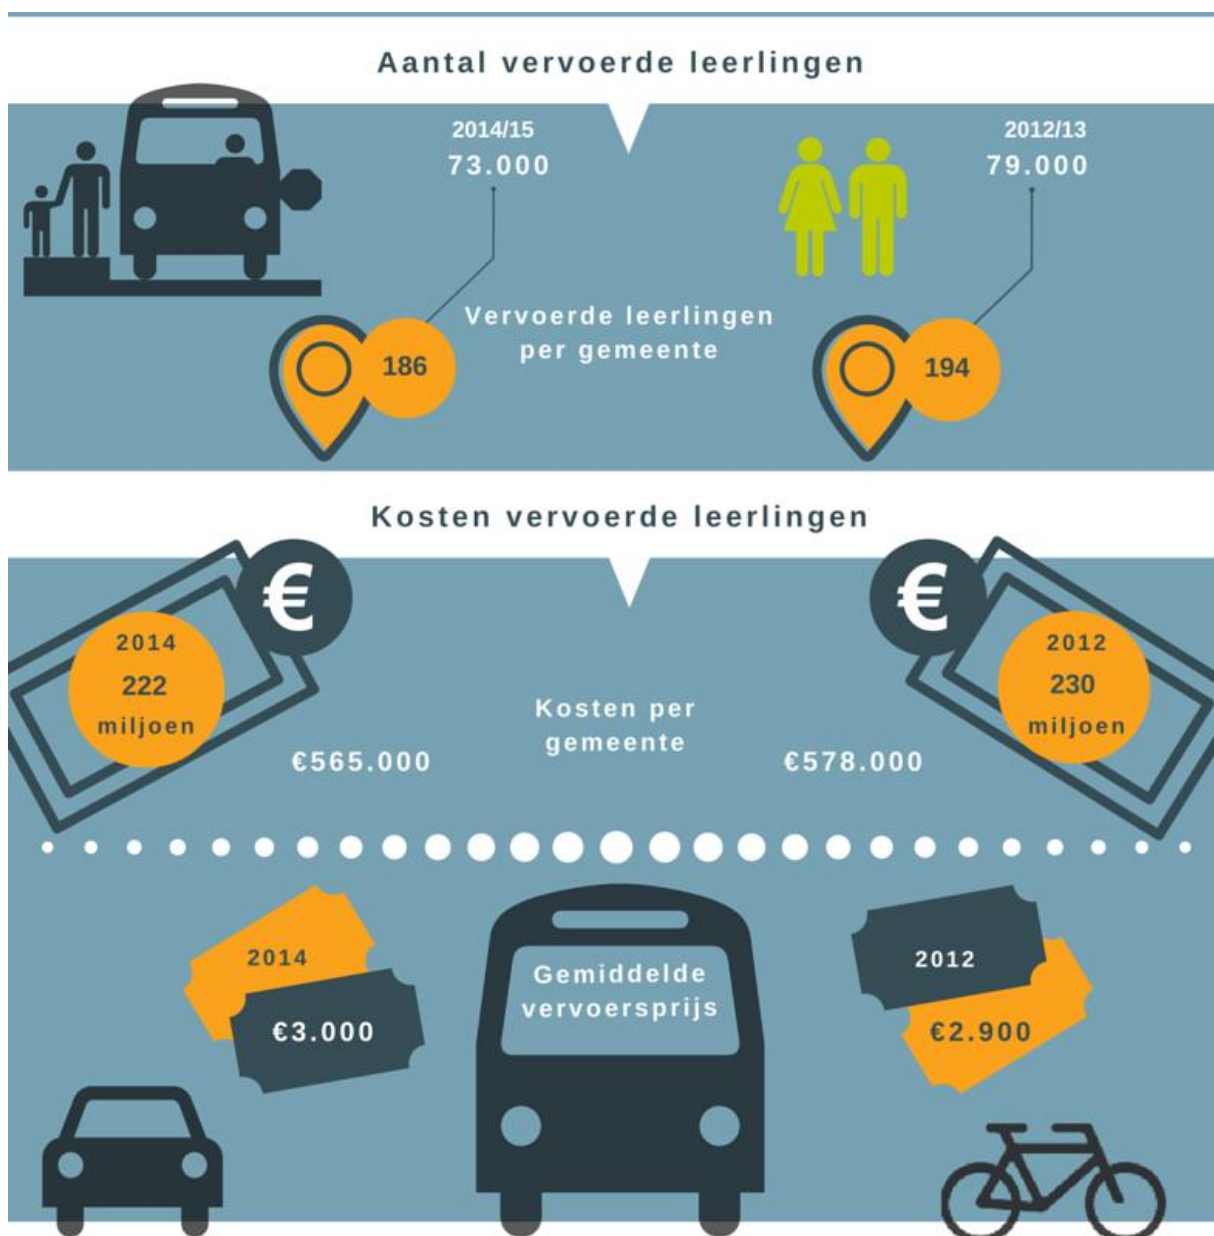 Aantal vervoerde leerlingen
2014/15
73.000
2012/13
79.000
Vervoerde leerlingen
per gemeente
186
194
Kosten vervoerde leerlingen
€
€
2014
222
miljoen
2012
230
miljoen
Kosten per
gemeente
€565.000
€578.000
2014
€3.000
Gemiddelde
vervoersprijs
2012
€2.900